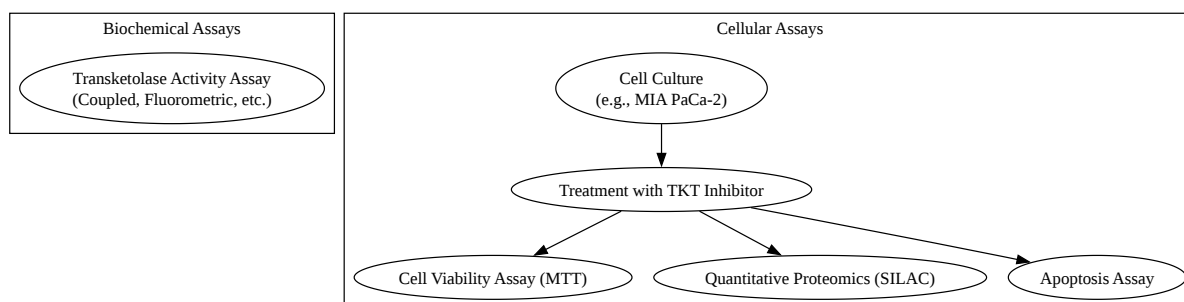 Biochemical Assays
Transketolase Activity Assay
(Coupled, Fluorometric, etc.)
Cellular Assays
Cell Culture
(e.g., MIA PaCa-2)
Treatment with TKT Inhibitor
Cell Viability Assay (MTT)
Quantitative Proteomics (SILAC)
Apoptosis Assay